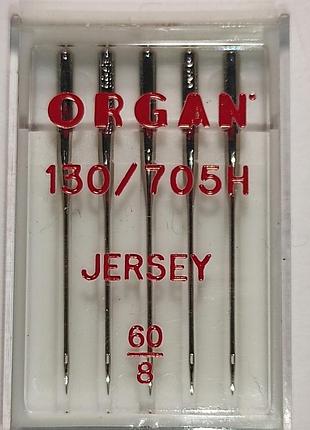 ORGAN
130/705H
JERSEY
60
8